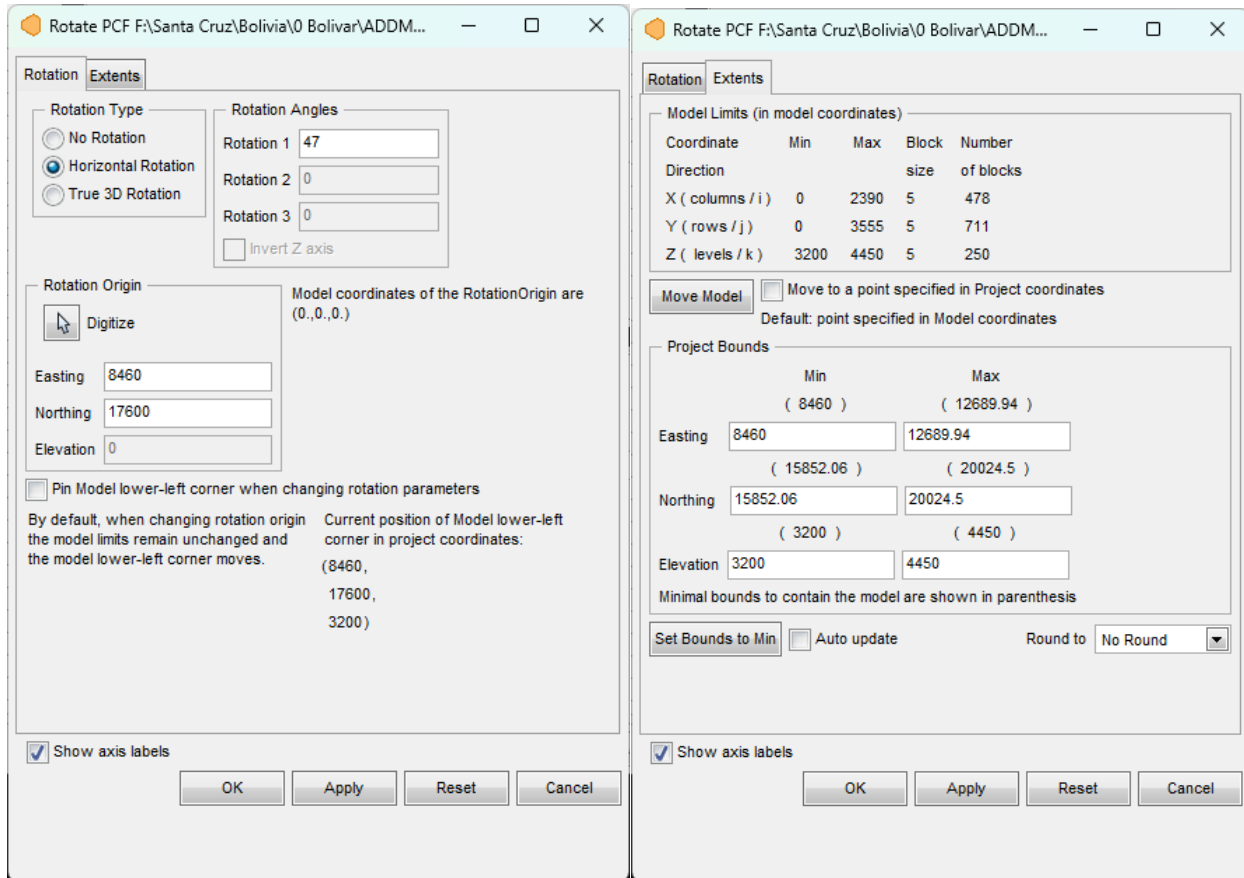 Rotate PCF F:\Santa Cruz\Bolivia\0 Bolivar\ADDM...
Rotation Extents
Rotation Type
No Rotation
Horizontal Rotation
True 3D Rotation
Rotation Angles
Rotation 1 47
Rotation 2 0
Rotation 3 0
Invert Z axis
Rotation Origin
Digitize
Easting 8460
Northing 17600
Elevation 0
Model coordinates of the RotationOrigin are
(0.,0.,0.)
Pin Model lower-left corner when changing rotation parameters
By default, when changing rotation origin
the model limits remain unchanged and
the model lower-left corner moves.
Current position of Model lower-left
corner in project coordinates:
(8460,
17600,
3200)
Show axis labels
OK Apply Reset Cancel
Rotate PCF F:\Santa Cruz\Bolivia\0 Bolivar\ADDM...
Rotation Extents
Model Limits (in model coordinates)
Coordinate Min Max Block Number
Direction size of blocks
X ( columns / i ) 0 2390 5 478
Y ( rows / j ) 0 3555 5 711
Z ( levels / k ) 3200 4450 5 250
Move Model Move to a point specified in Project coordinates
Default: point specified in Model coordinates
Project Bounds
Min Max
( 8460 ) ( 12689.94 )
Easting 8460 12689.94
( 15852.06 ) ( 20024.5 )
Northing 15852.06 20024.5
( 3200 ) ( 4450 )
Elevation 3200 4450
Minimal bounds to contain the model are shown in parenthesis
Set Bounds to Min Auto update Round to No Round
Show axis labels
OK Apply Reset Cancel